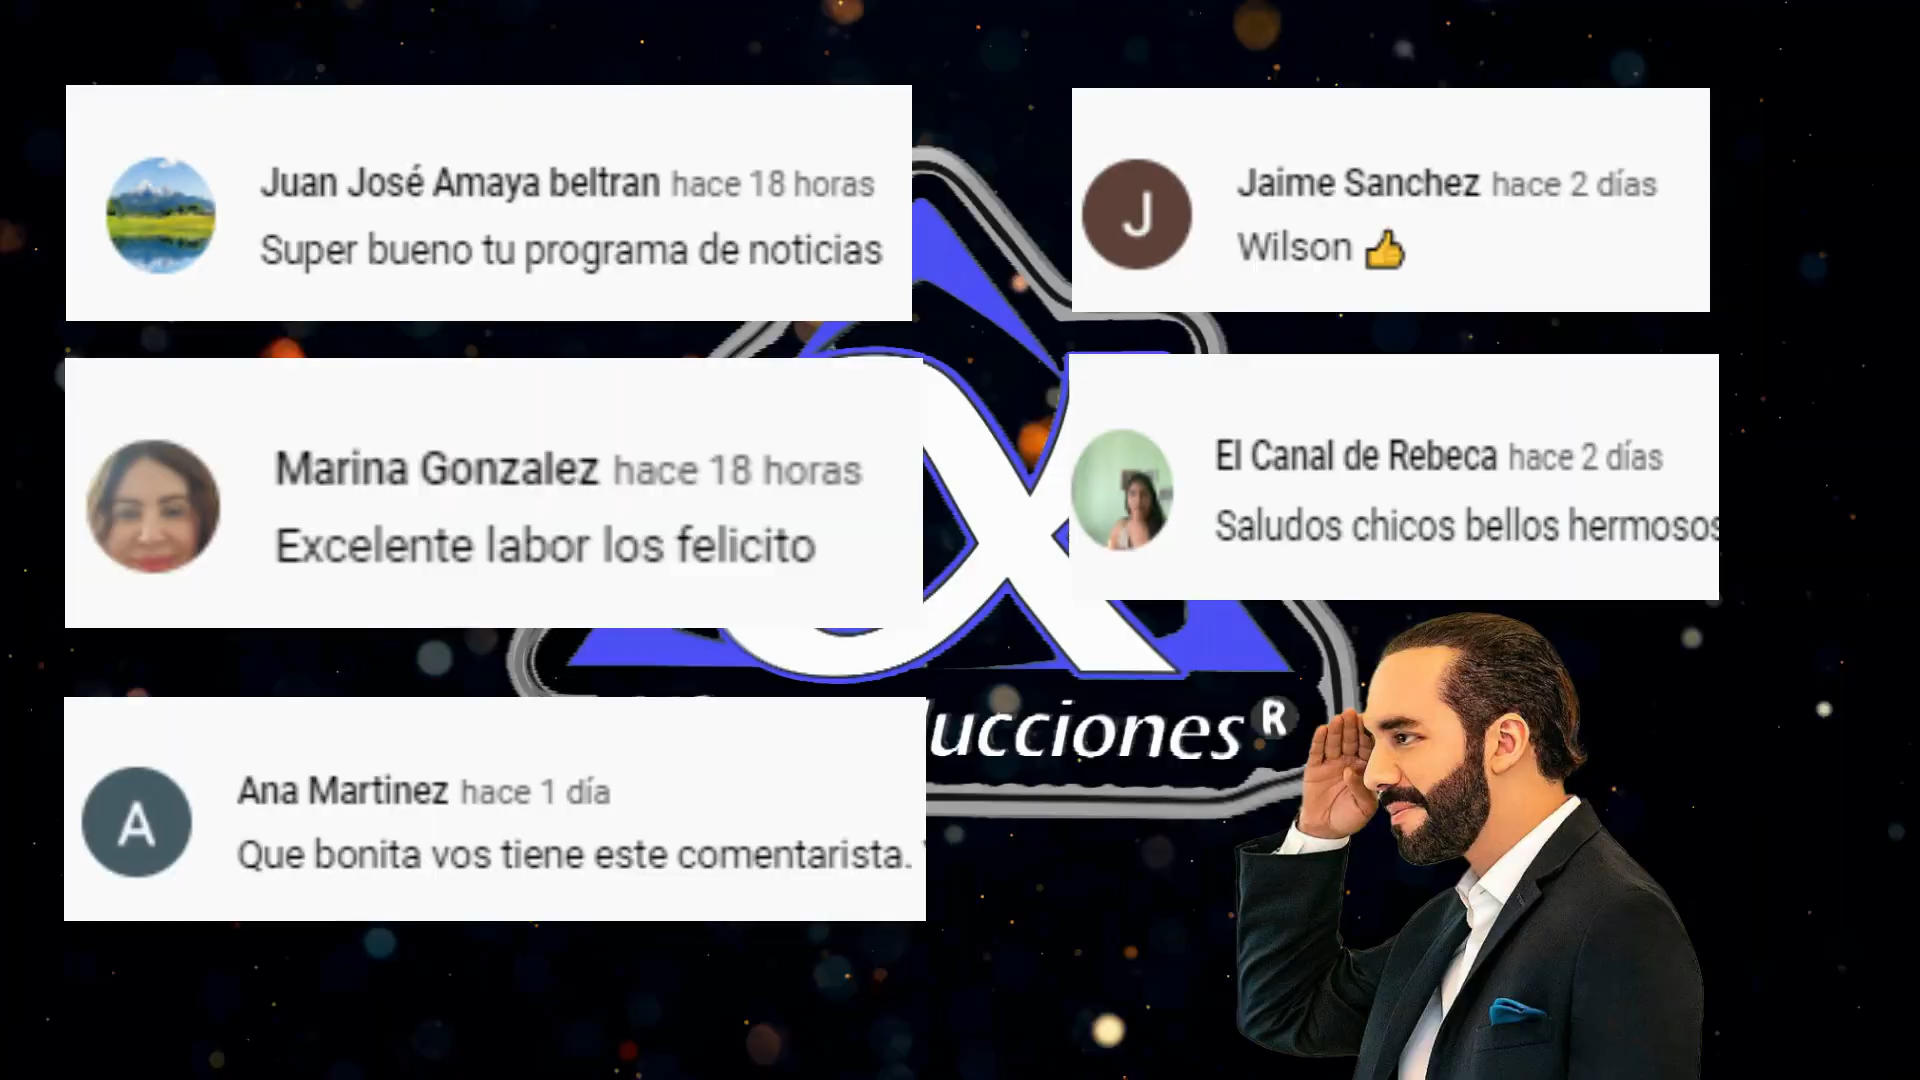 Juan José Amaya beltran hace 18 horas
Super bueno tu programa de noticias
Jaime Sanchez hace 2 días
Wilson 👍
Marina Gonzalez hace 18 horas
Excelente labor los felicito
El Canal de Rebeca hace 2 días
Saludos chicos bellos hermosos
ducciones R
Ana Martinez hace 1 día
Que bonita vos tiene este comentarista.
J
A